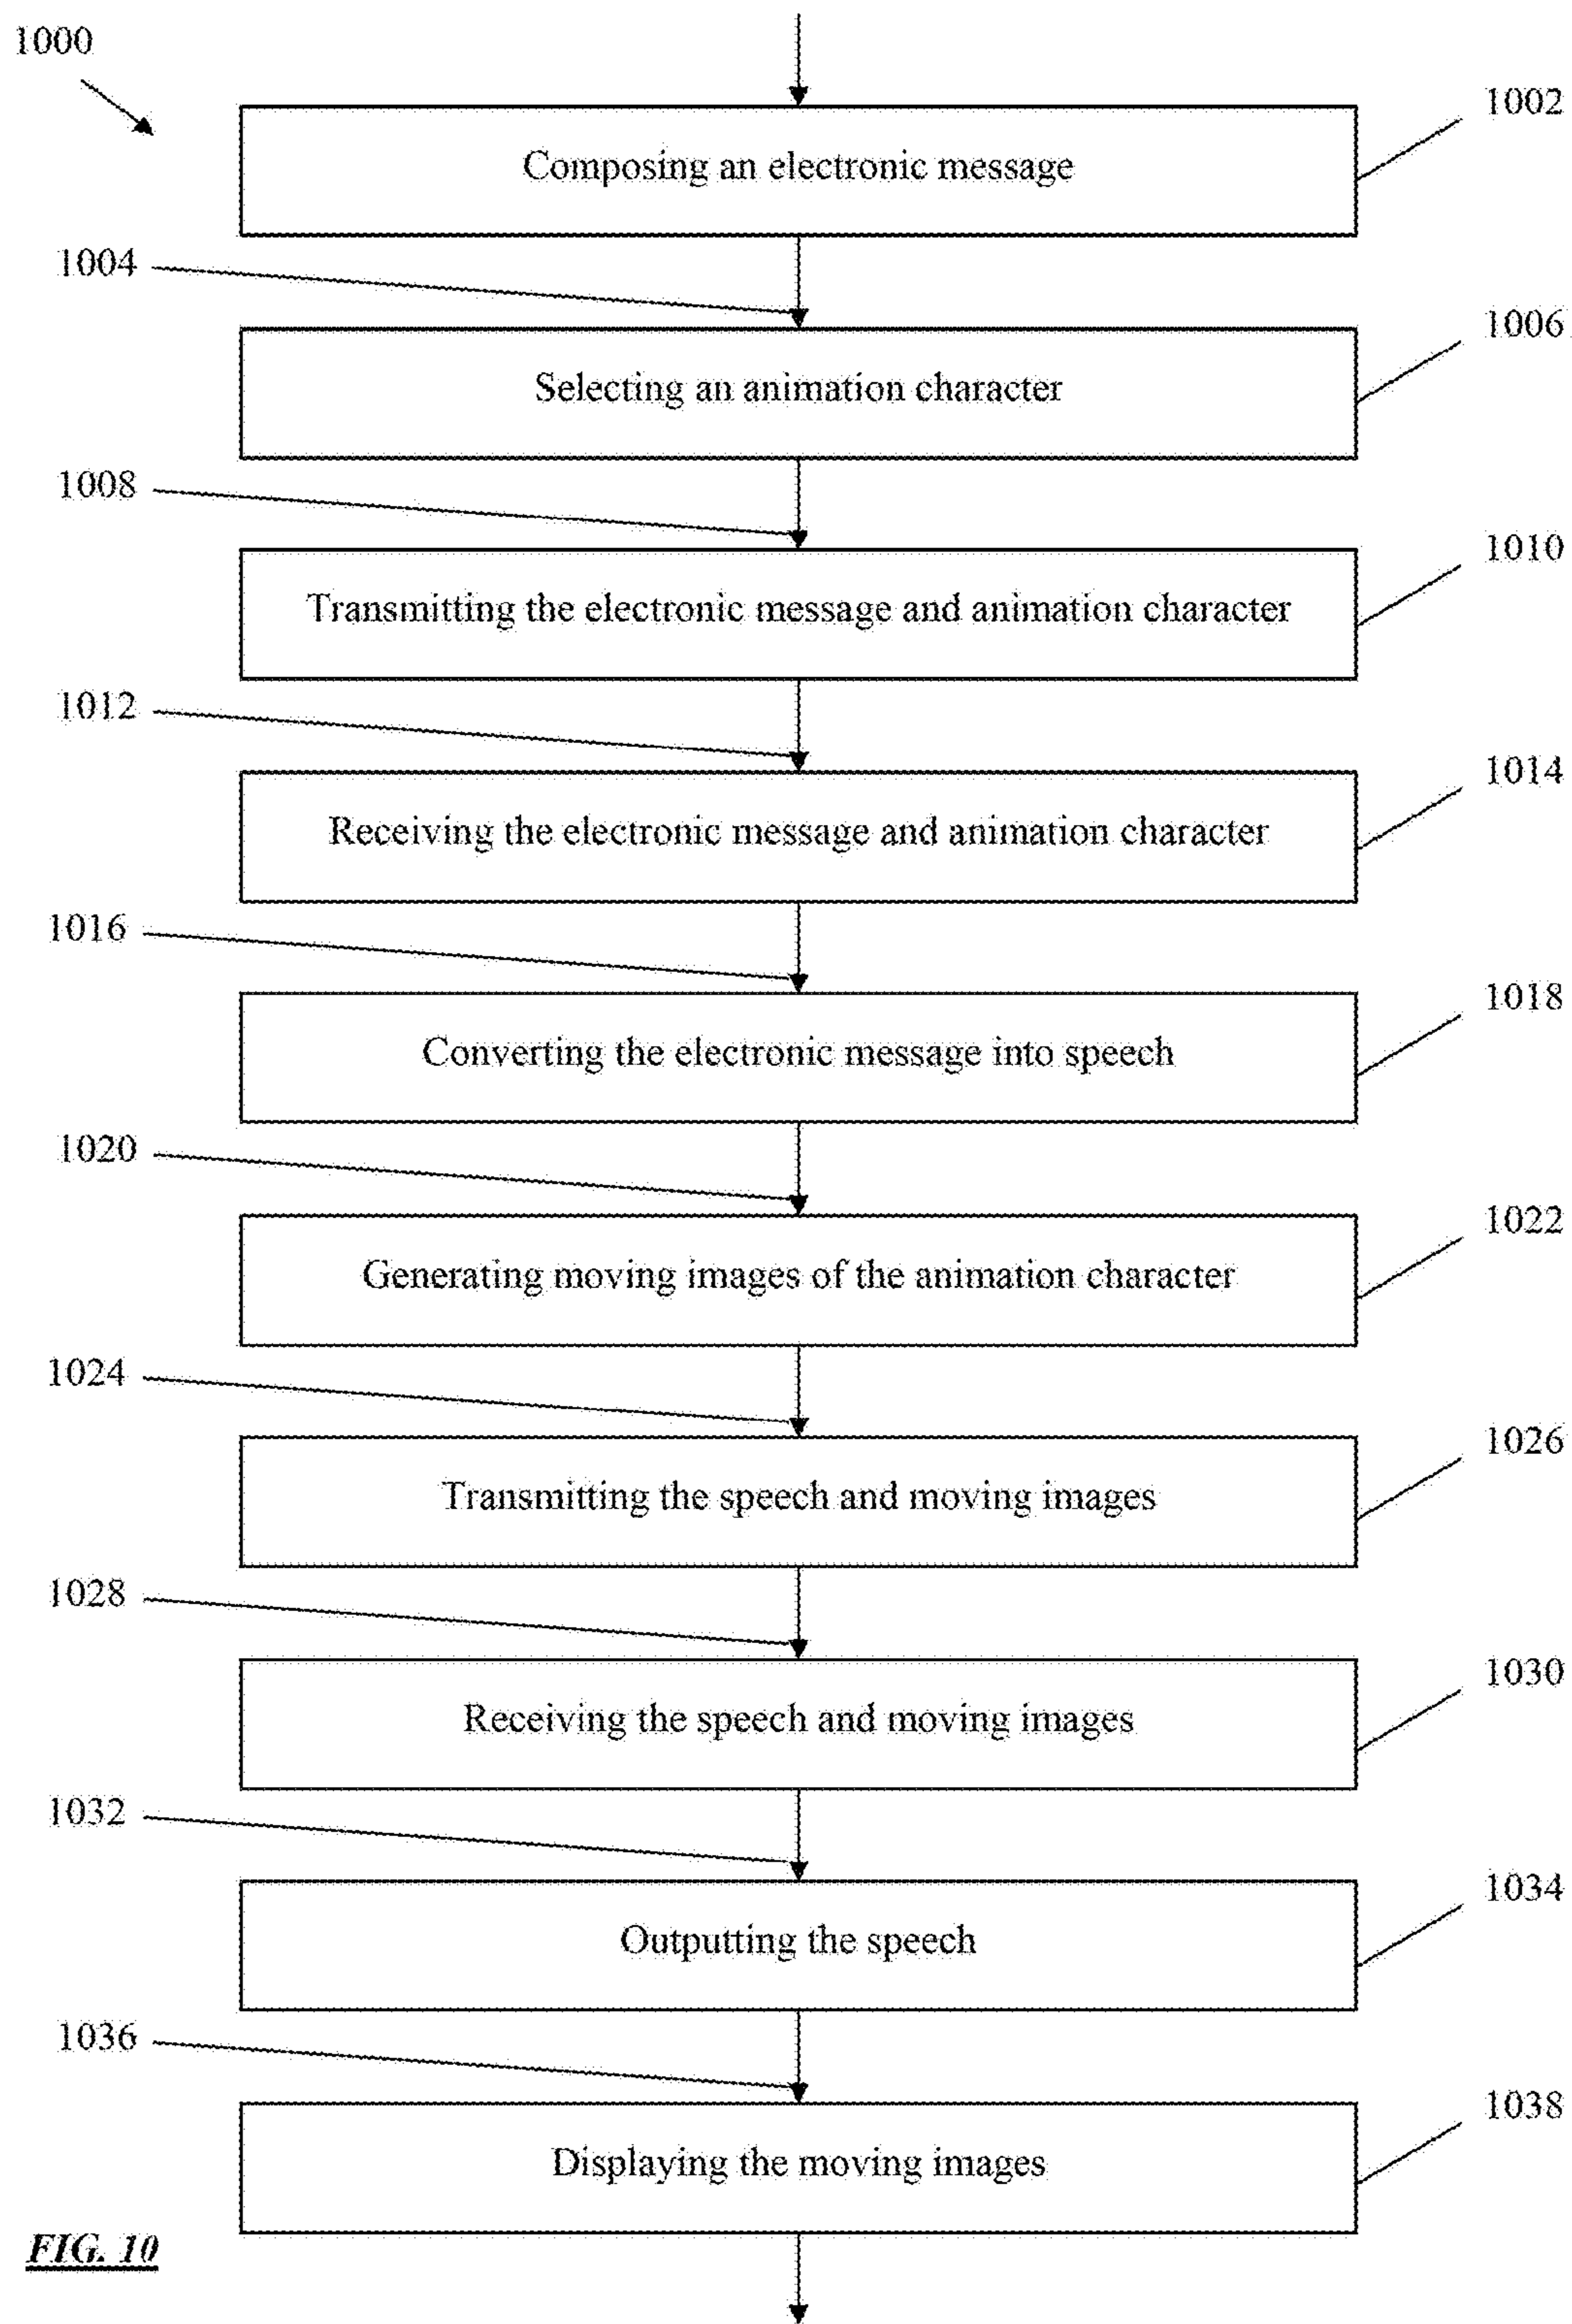 1000
1002
Composing an electronic message
1004
1006
Selecting an animation character
1008
1010
Transmitting the electronic message and animation character
1012
1014
Receiving the electronic message and animation character
1016
1018
Converting the electronic message into speech
1020
1022
Generating moving images of the animation character
1024
1026
Transmitting the speech and moving images
1028
1030
Receiving the speech and moving images
1032
1034
Outputting the speech
1036
1038
Displaying the moving images
FIG. 10